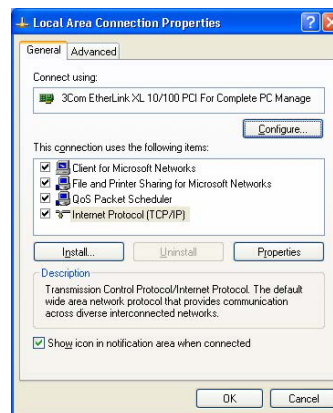 Local Area Connection Properties
General
Advanced
Connect using:
3Com EtherLink XL 10/100 PCI For Complete PC Manage
Configure...
This connection uses the following items:
Client for Microsoft Networks
File and Printer Sharing for Microsoft Networks
QoS Packet Scheduler
Internet Protocol (TCP/IP)
Install...
Uninstall
Properties
Description
Transmission Control Protocol/Internet Protocol. The default
wide area network protocol that provides communication
across diverse interconnected networks.
Show icon in notification area when connected
OK
Cancel